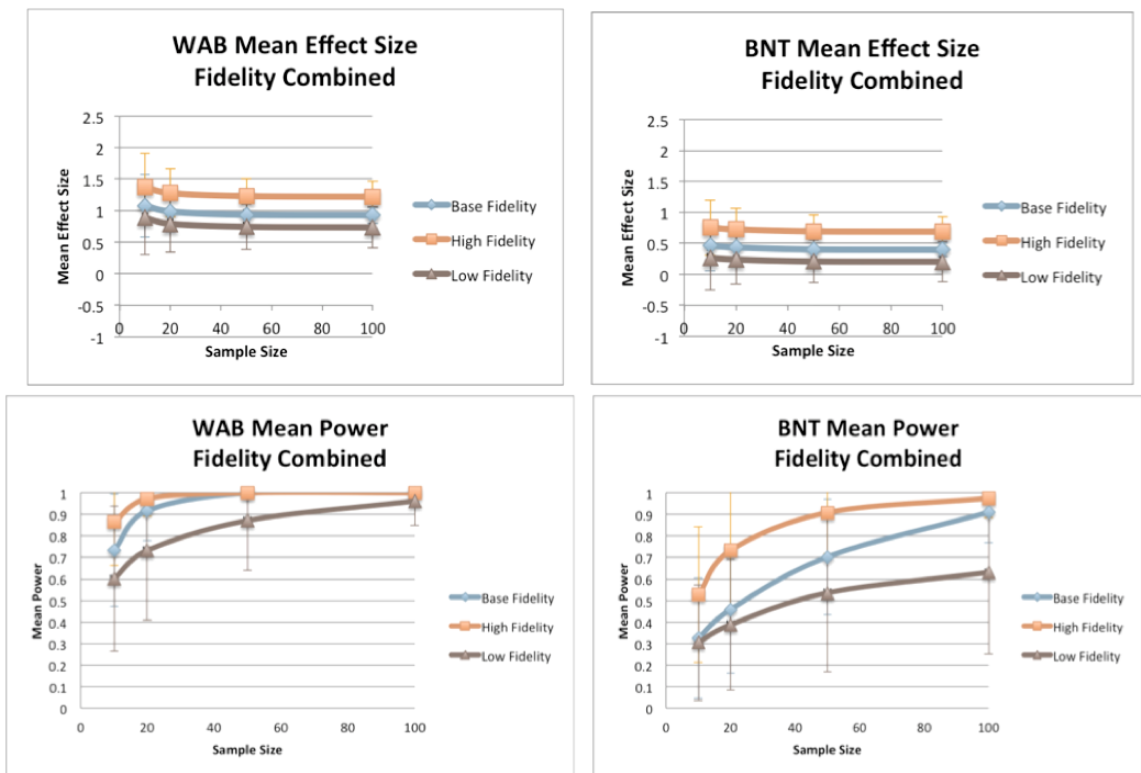 WAB Mean Effect Size
Fidelity Combined
Mean Effect Size
2.5
2
1.5
1
0.5
0
-0.5
-1
0 20 40 60 80 100
Sample Size
Base Fidelity
High Fidelity
Low Fidelity
BNT Mean Effect Size
Fidelity Combined
Mean Effect Size
2.5
2
1.5
1
0.5
0
-0.5
-1
0 20 40 60 80 100
Sample Size
Base Fidelity
High Fidelity
Low Fidelity
WAB Mean Power
Fidelity Combined
Mean Power
1
0.9
0.8
0.7
0.6
0.5
0.4
0.3
0.2
0.1
0
0 20 40 60 80 100
Sample Size
Base Fidelity
High Fidelity
Low Fidelity
BNT Mean Power
Fidelity Combined
Mean Power
1
0.9
0.8
0.7
0.6
0.5
0.4
0.3
0.2
0.1
0
0 20 40 60 80 100
Sample Size
Base Fidelity
High Fidelity
Low Fidelity